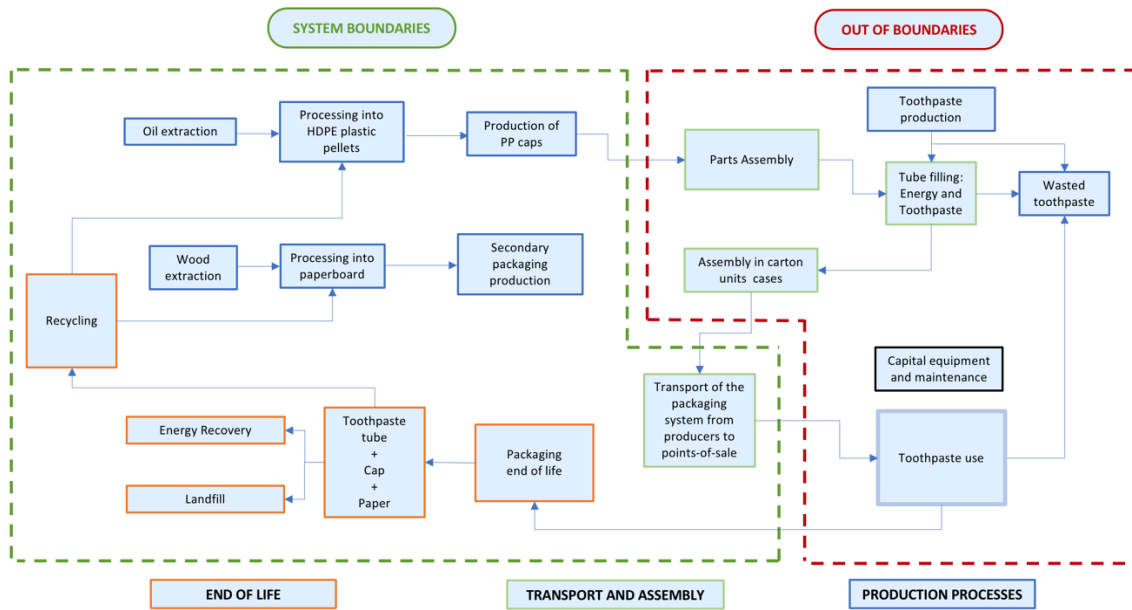 SYSTEM BOUNDARIES
OUT OF BOUNDARIES
Oil extraction
Processing into
HDPE plastic
pellets
Production of
PP caps
Parts Assembly
Toothpaste
production
Tube filling:
Energy and
Toothpaste
Wasted
toothpaste
Wood
extraction
Processing into
paperboard
Secondary
packaging
production
Assembly in carton
units cases
Recycling
Capital equipment
and maintenance
Transport of the
packaging
system from
producers to
points-of-sale
Toothpaste use
Energy Recovery
Landfill
Toothpaste
tube
+
Cap
+
Paper
Packaging
end of life
END OF LIFE
TRANSPORT AND ASSEMBLY
PRODUCTION PROCESSES